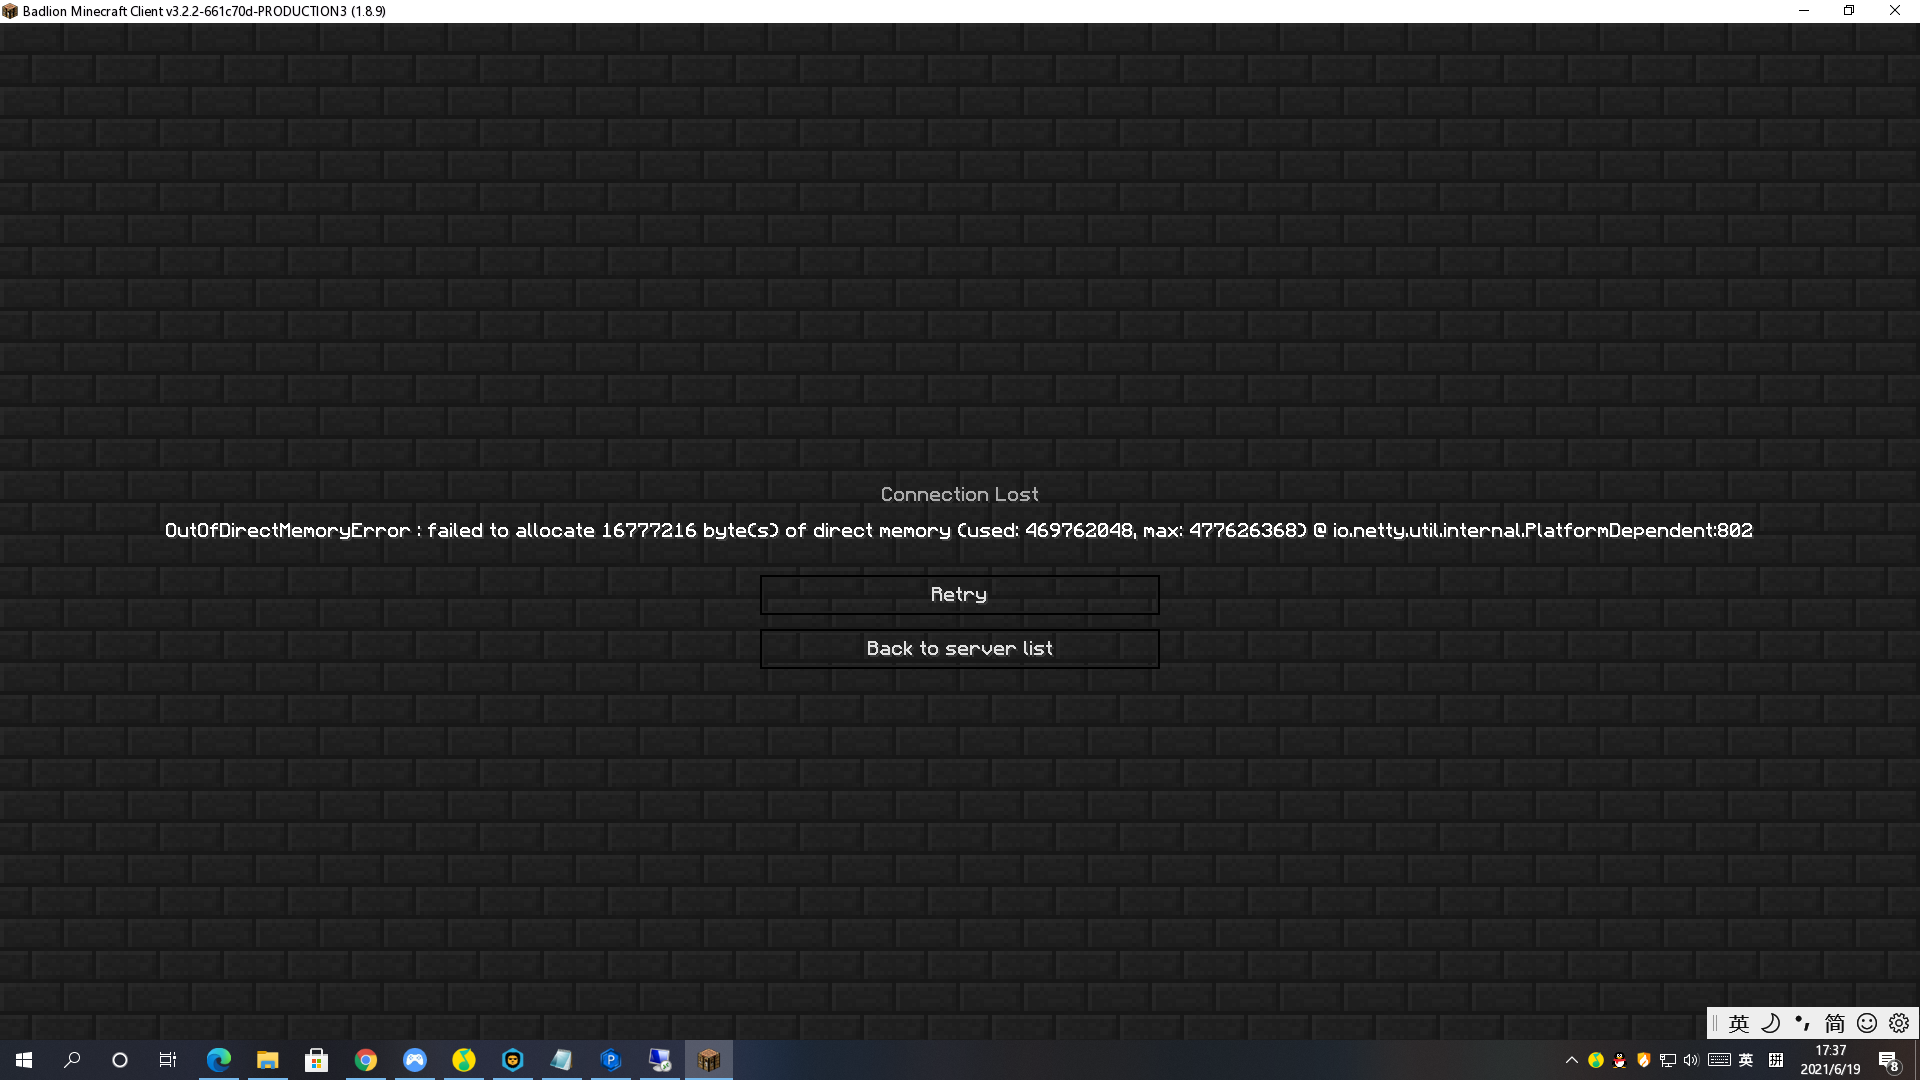 Badlion Minecraft Client v3.2.2-661c70d-PRODUCTION3 (1.8.9)
Connection Lost
OutOfDirectMemoryError : failed to allocate 16777216 byte(s) of direct memory (used: 469762048, max: 477626368) @ io.netty.util.internal.PlatformDependent:802
Retry
Back to server list
英 简
P
英 拼
17:37
2021/6/19
8